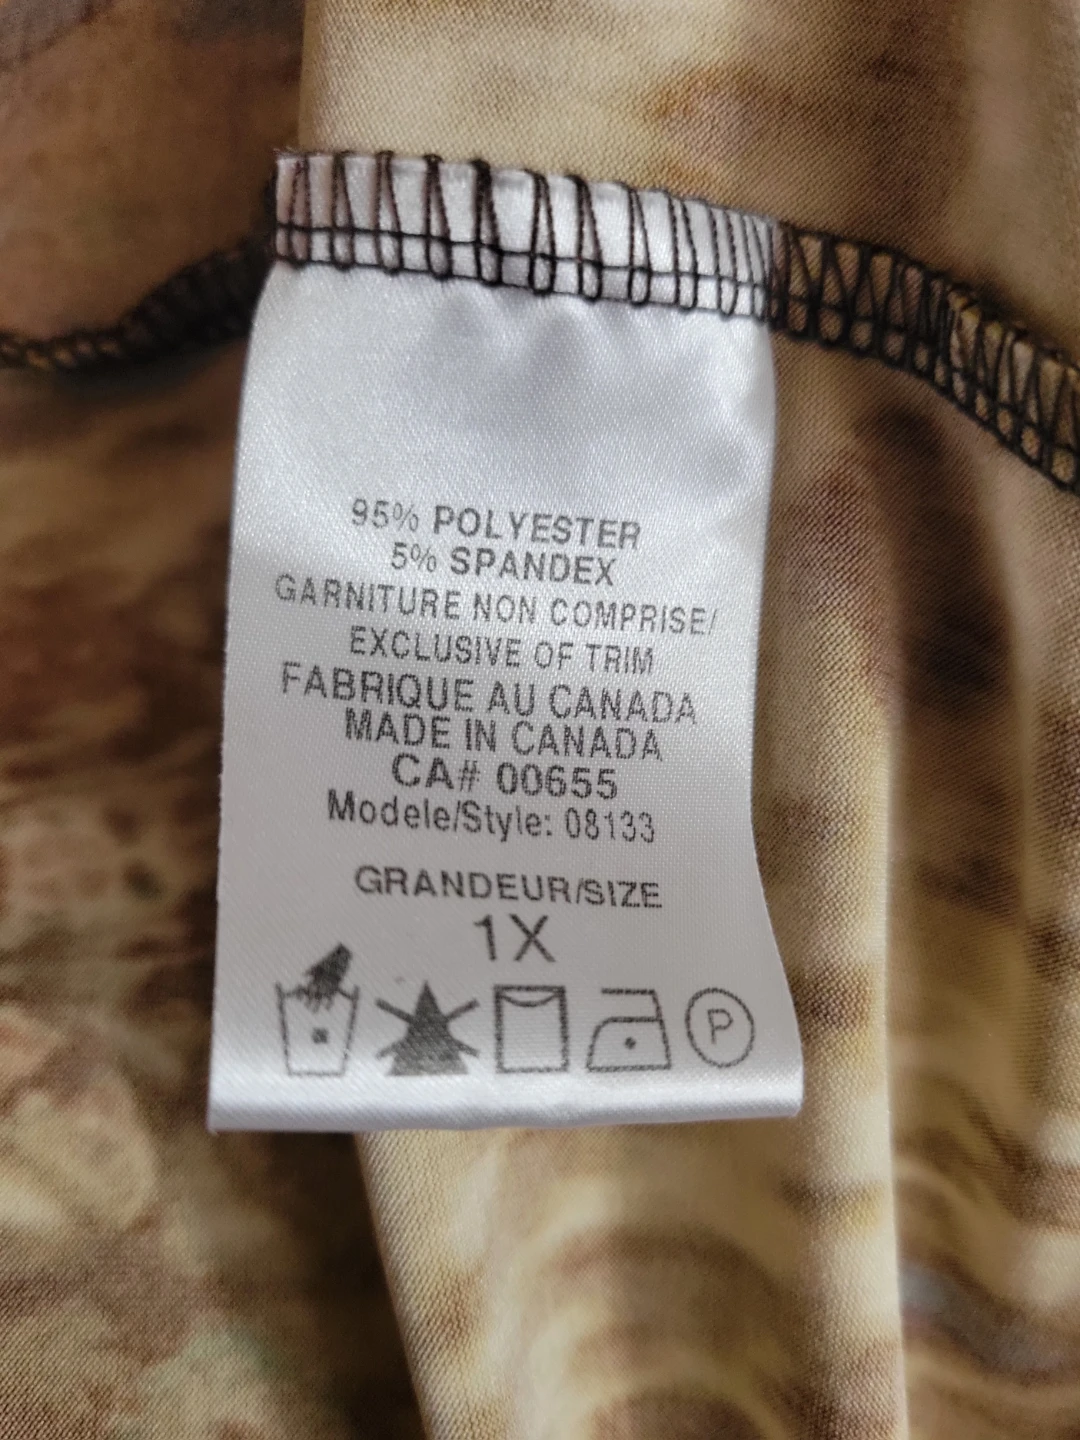 95% POLYESTER
5% SPANDEX
GARNITURE NON COMPRISE/
EXCLUSIVE OF TRIM
FABRIQUE AU CANADA
MADE IN CANADA
CA# 00655
Modele/Style: 08133
GRANDEUR/SIZE
1X
P